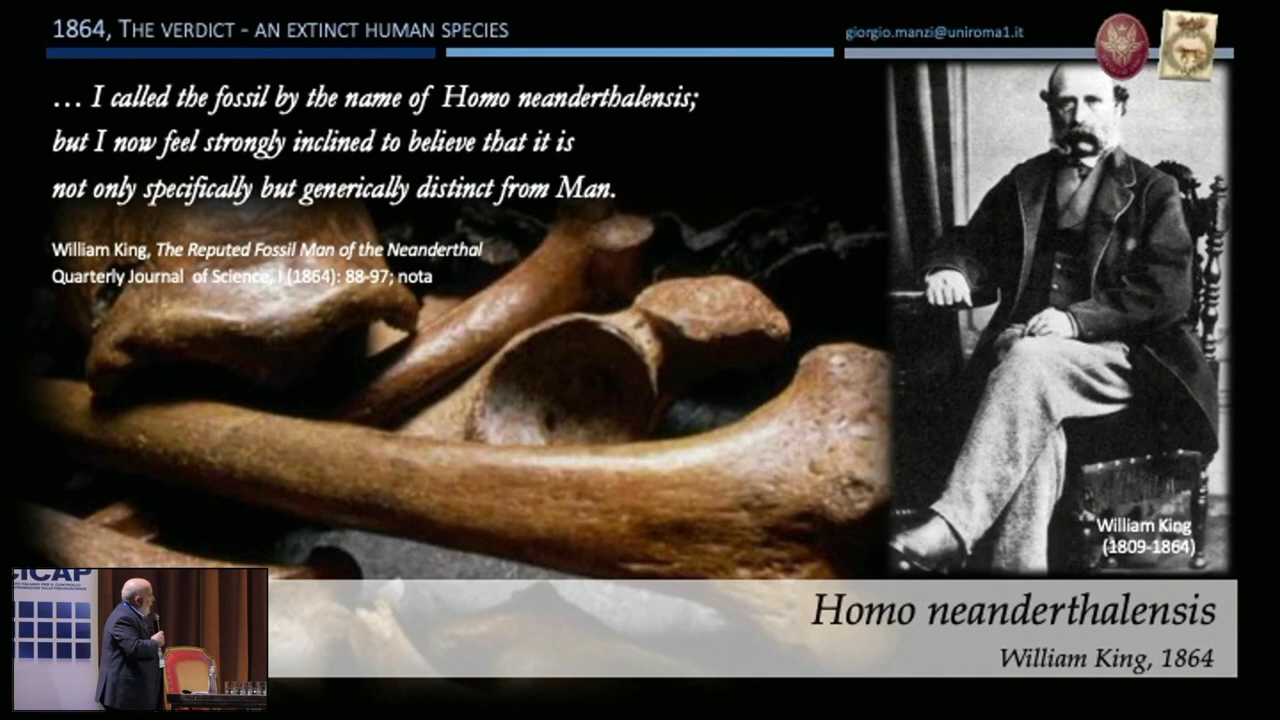 1864, THE VERDICT - AN EXTINCT HUMAN SPECIES
giorgio.manzi@uniroma1.it
… I called the fossil by the name of Homo neanderthalensis;
but I now feel strongly inclined to believe that it is
not only specifically but generically distinct from Man.
William King, The Reputed Fossil Man of the Neanderthal
Quarterly Journal of Science, I (1864): 88-97; nota
William King
(1809-1864)
Homo neanderthalensis
William King, 1864
CICAP